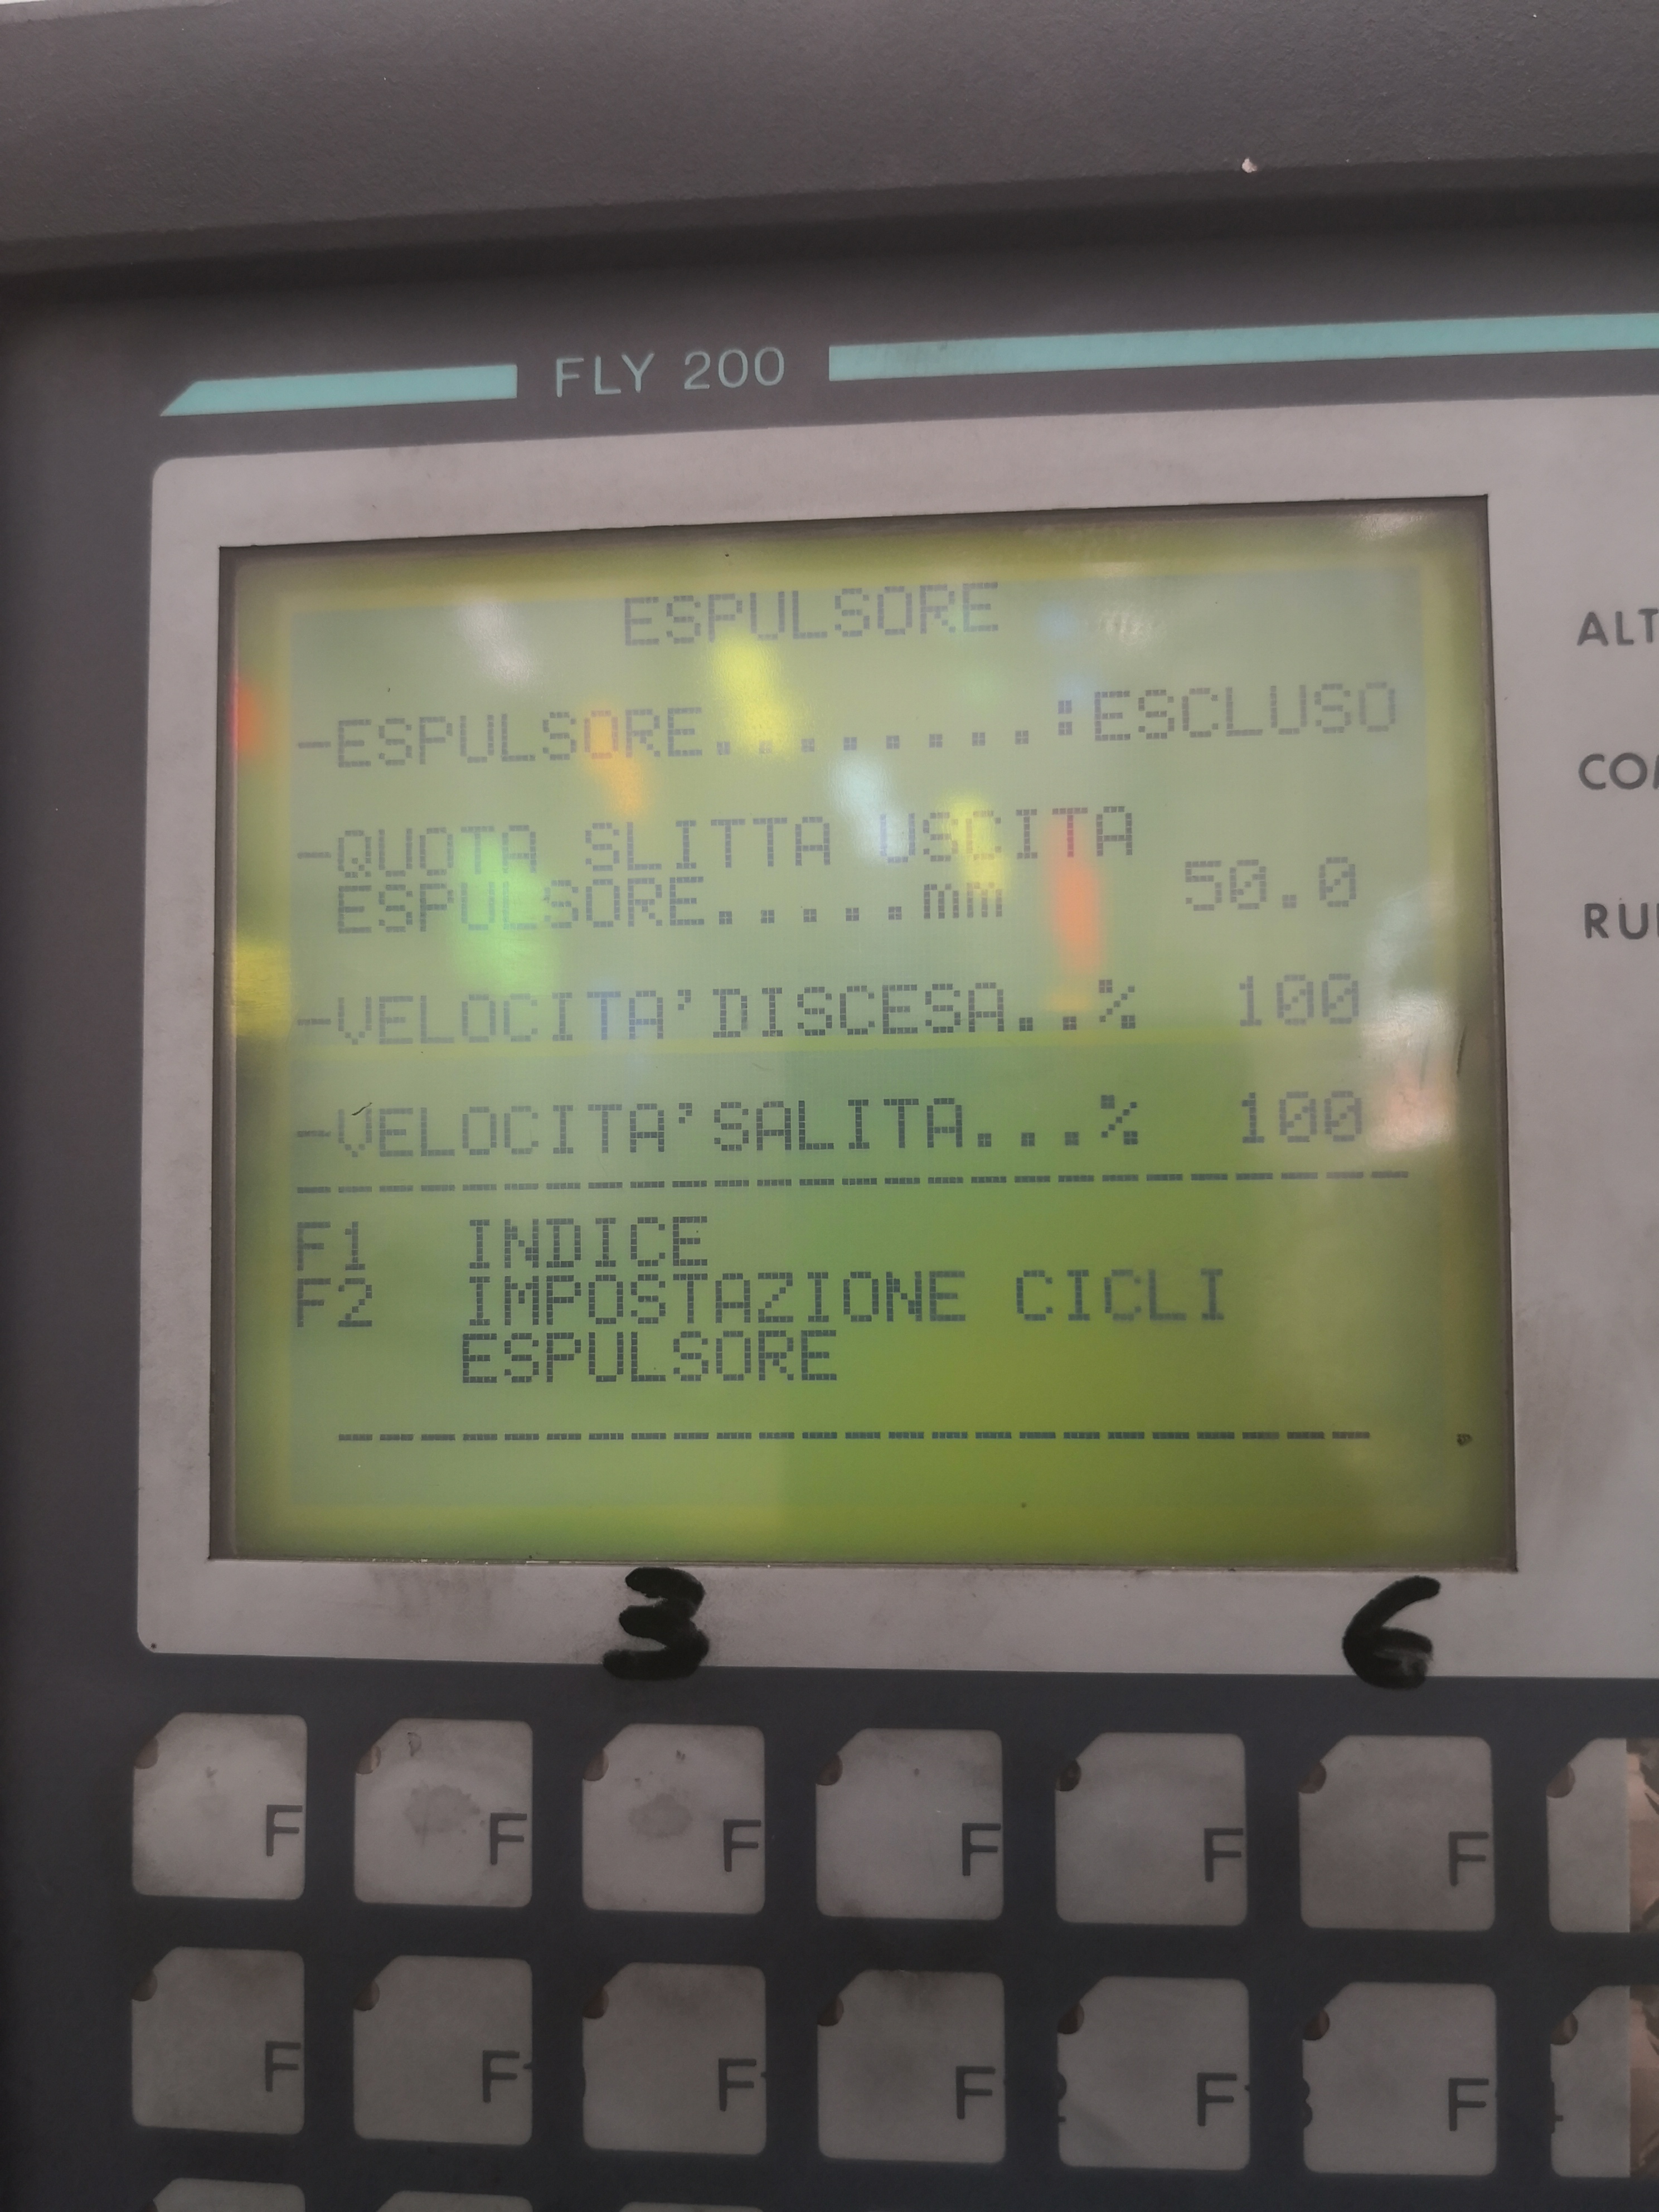 FLY 200
ESPULSORE
-ESPULSORE.........:ESCLUSO
-QUOTA SLITTA USCITA
ESPULSORE.....mm 50.0
-VELOCITA'DISCESA..% 100
-VELOCITA'SALITA...% 100
F1 INDICE
F2 IMPOSTAZIONE CICLI
ESPULSORE
3 6
F F F F F F
F F F F F F